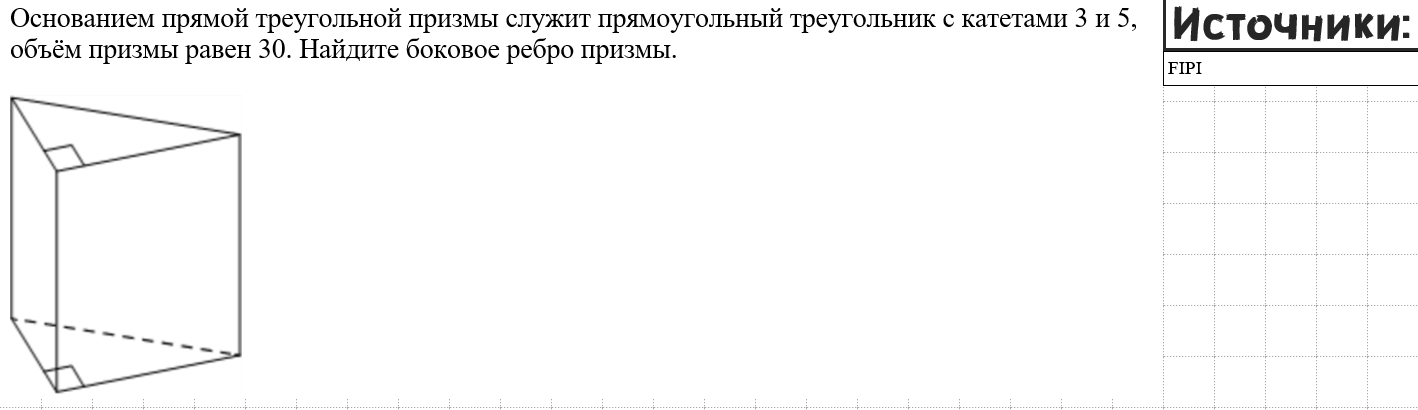 Основанием прямой треугольной призмы служит прямоугольный треугольник с катетами 3 и 5,
объём призмы равен 30. Найдите боковое ребро призмы.
Источники:
FIPI